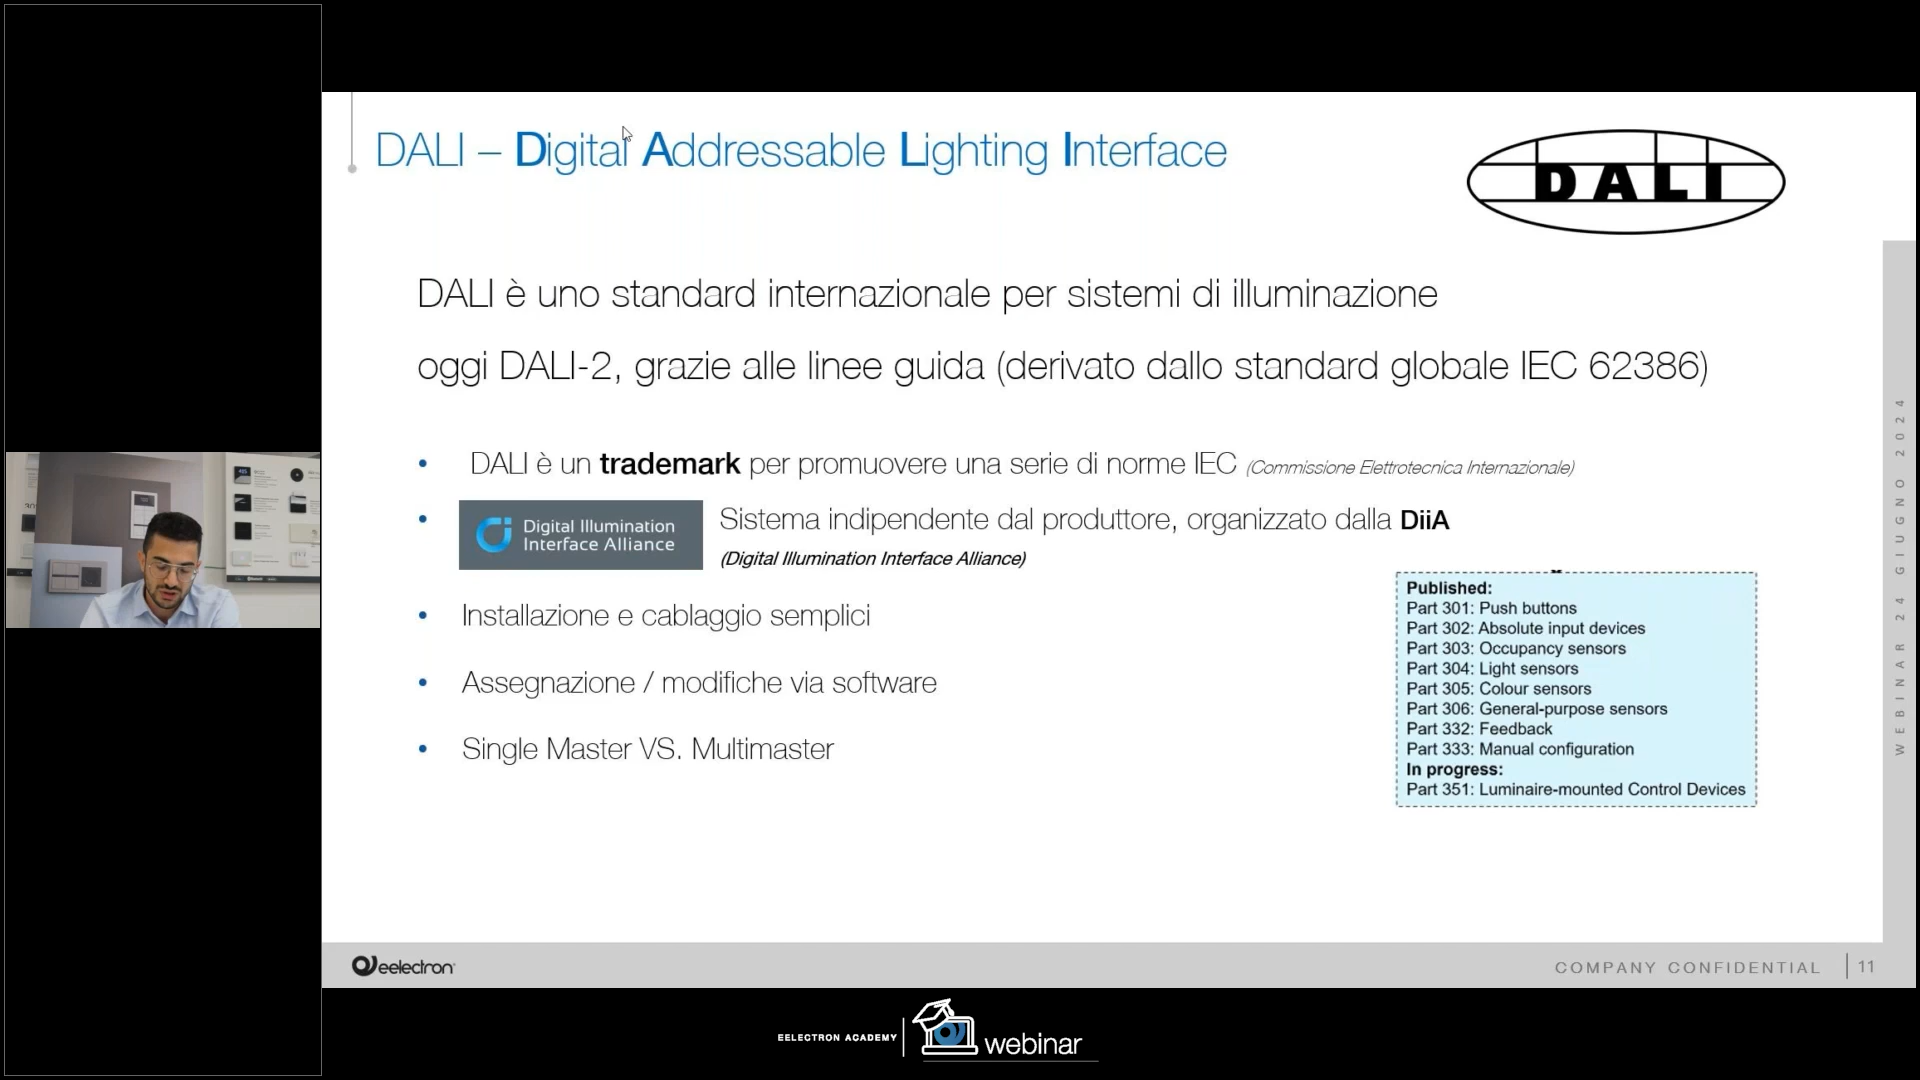 DALI – Digital Addressable Lighting Interface
DALI
DALI è uno standard internazionale per sistemi di illuminazione
oggi DALI-2, grazie alle linee guida (derivato dallo standard globale IEC 62386)
• DALI è un trademark per promuovere una serie di norme IEC (Commissione Elettrotecnica Internazionale)
• Digital Illumination
Interface Alliance
Sistema indipendente dal produttore, organizzato dalla DiiA
(Digital Illumination Interface Alliance)
• Installazione e cablaggio semplici
• Assegnazione / modifiche via software
• Single Master VS. Multimaster
Published:
Part 301: Push buttons
Part 302: Absolute input devices
Part 303: Occupancy sensors
Part 304: Light sensors
Part 305: Colour sensors
Part 306: General-purpose sensors
Part 332: Feedback
Part 333: Manual configuration
In progress:
Part 351: Luminaire-mounted Control Devices
WEBINAR 24 GIUGNO 2024
eelectron
COMPANY CONFIDENTIAL
11
EELECTRON ACADEMY
webinar